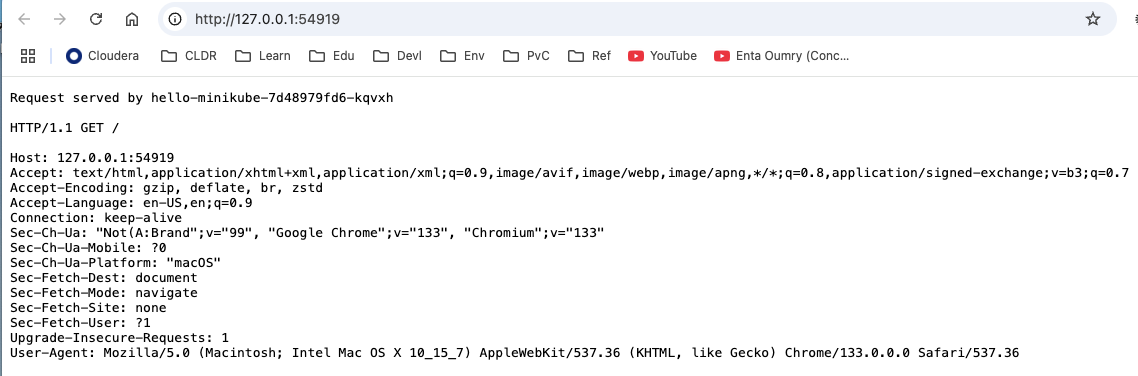 http://127.0.0.1:54919
Cloudera CLDR Learn Edu Devl Env PvC Ref YouTube Enta Oumry (Conc...
Request served by hello-minikube-7d48979fd6-kqvxh
HTTP/1.1 GET /
Host: 127.0.0.1:54919
Accept: text/html,application/xhtml+xml,application/xml;q=0.9,image/avif,image/webp,image/apng,*/*;q=0.8,application/signed-exchange;v=b3;q=0.7
Accept-Encoding: gzip, deflate, br, zstd
Accept-Language: en-US,en;q=0.9
Connection: keep-alive
Sec-Ch-Ua: "Not(A:Brand";v="99", "Google Chrome";v="133", "Chromium";v="133"
Sec-Ch-Ua-Mobile: ?0
Sec-Ch-Ua-Platform: "macOS"
Sec-Fetch-Dest: document
Sec-Fetch-Mode: navigate
Sec-Fetch-Site: none
Sec-Fetch-User: ?1
Upgrade-Insecure-Requests: 1
User-Agent: Mozilla/5.0 (Macintosh; Intel Mac OS X 10_15_7) AppleWebKit/537.36 (KHTML, like Gecko) Chrome/133.0.0.0 Safari/537.36